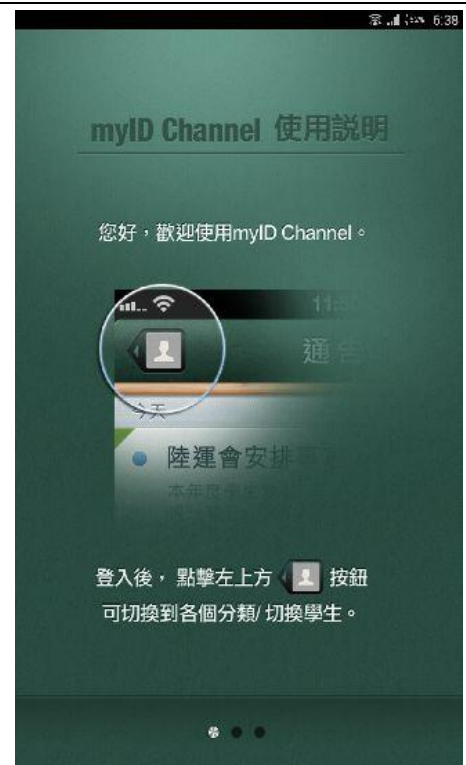 6:38
myID Channel 使用說明
您好，歡迎使用myID Channel。
通告
今天
陸運會安排事
登入後， 點擊左上方 按鈕
可切換到各個分類/ 切換學生。